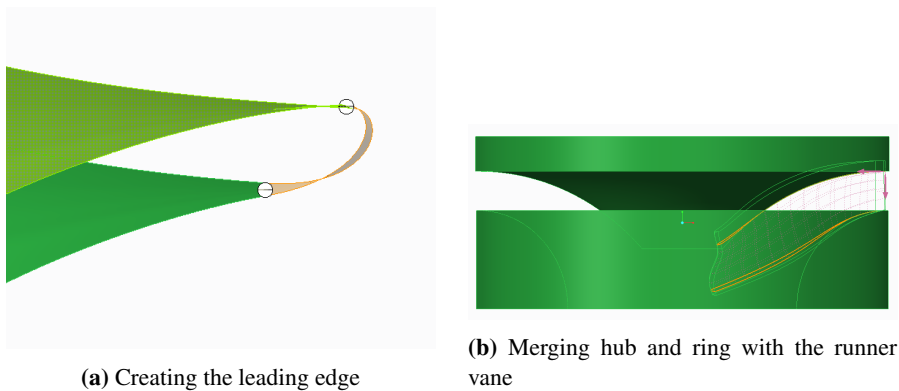 (a) Creating the leading edge
(b) Merging hub and ring with the runner
vane